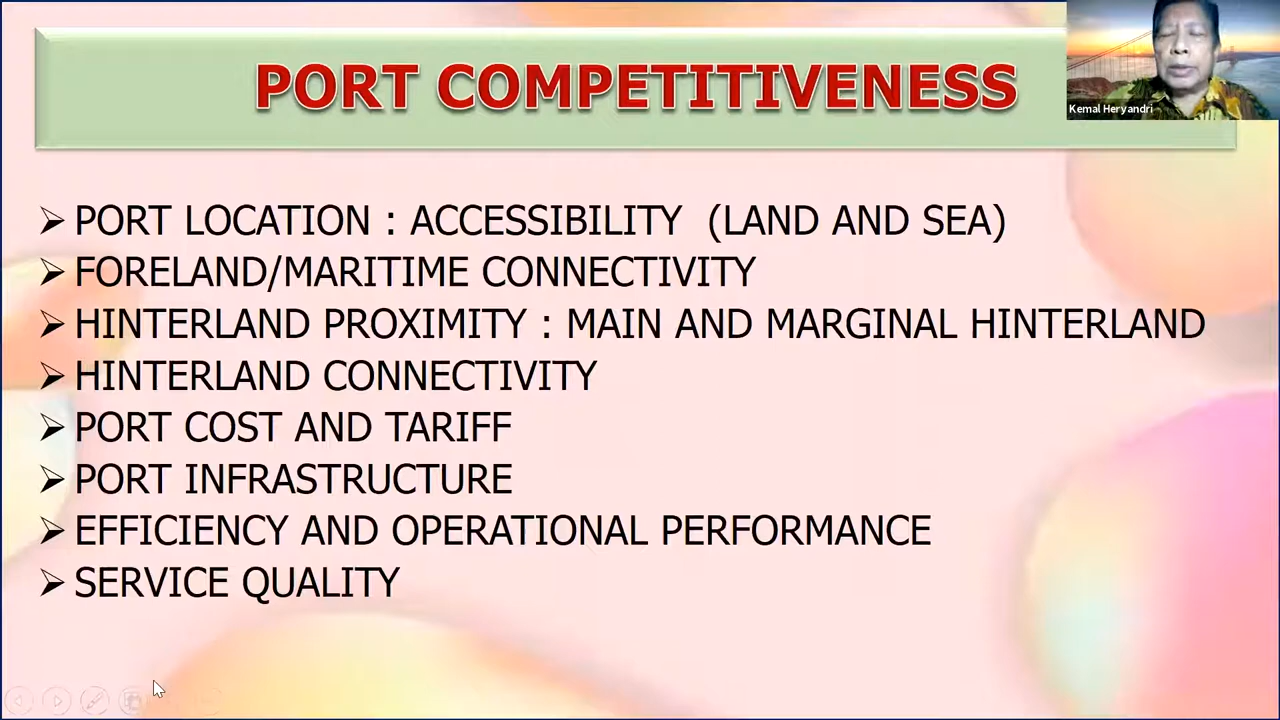 PORT COMPETITIVENESS
Kemal Heryandri
PORT LOCATION : ACCESSIBILITY (LAND AND SEA)
FORELAND/MARITIME CONNECTIVITY
HINTERLAND PROXIMITY : MAIN AND MARGINAL HINTERLAND
HINTERLAND CONNECTIVITY
PORT COST AND TARIFF
PORT INFRASTRUCTURE
EFFICIENCY AND OPERATIONAL PERFORMANCE
SERVICE QUALITY